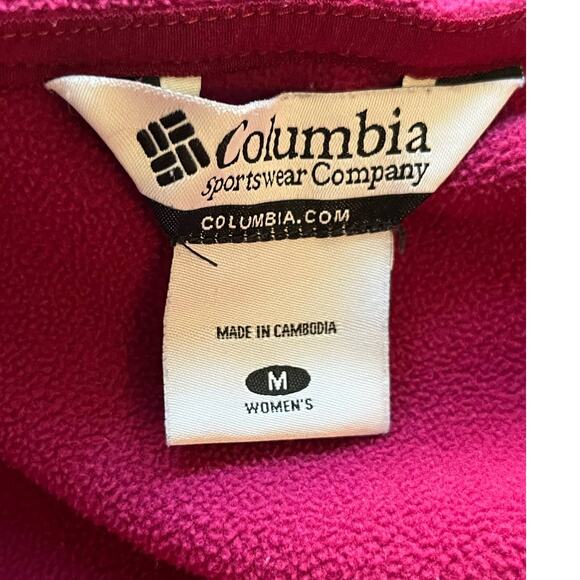 Columbia
Sportswear Company
COLUMBIA.COM
MADE IN CAMBODIA
M
WOMEN'S